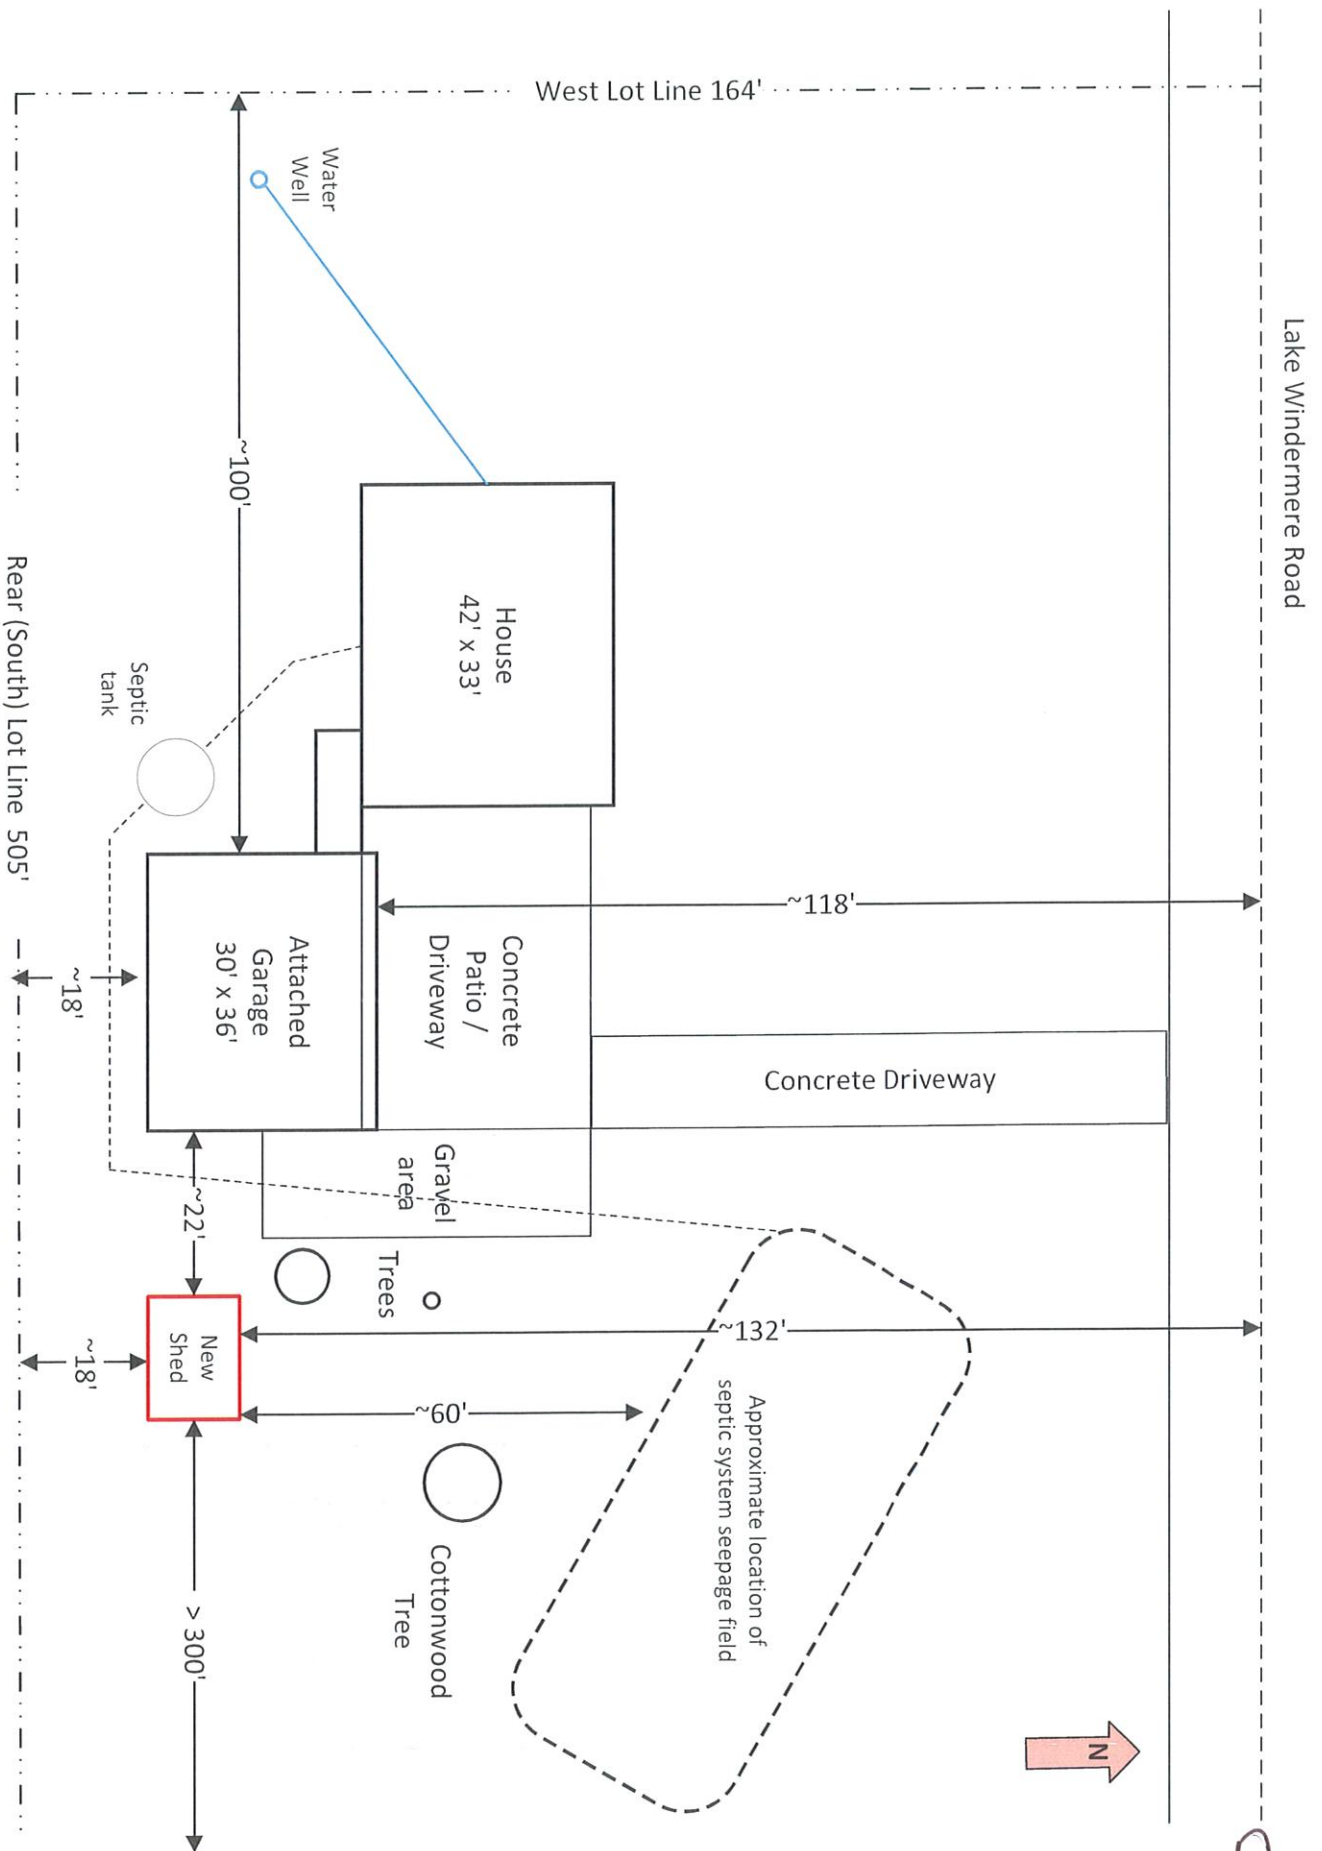 Lake Windermere Road
West Lot Line 164'
Water
Well
~100'
House
42' x 33'
Septic
tank
Rear (South) Lot Line  505'
~118'
Concrete
Patio /
Driveway
Attached
Garage
30' x 36'
~18'
Concrete Driveway
Gravel
area
~22'
Trees
~132'
New
Shed
~18'
~60'
Approximate location of
septic system seepage field
Cottonwood
Tree
> 300'
N